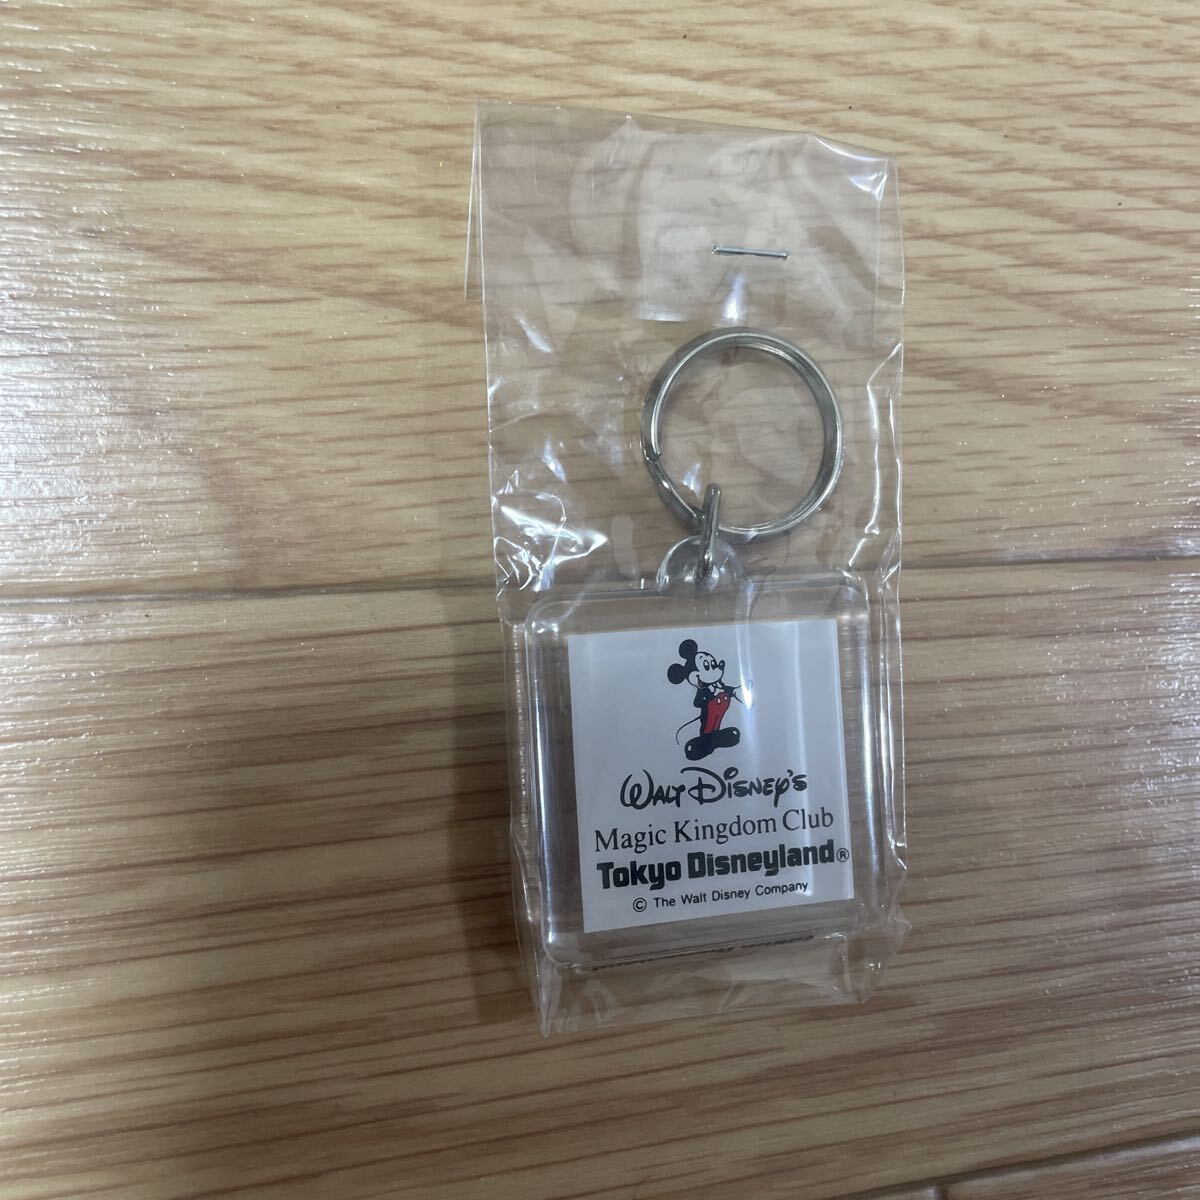 Walt Disney's
Magic Kingdom Club
Tokyo Disneyland®
© The Walt Disney Company